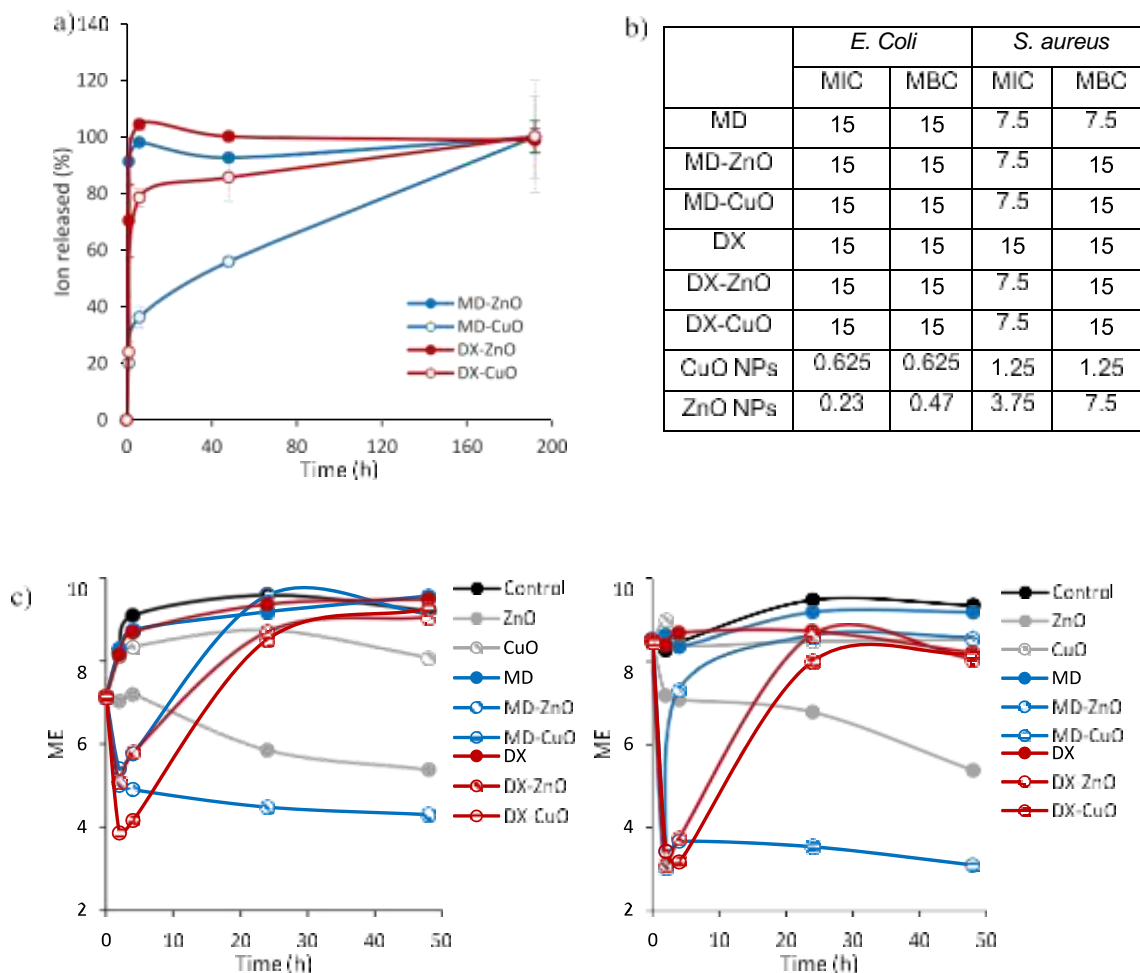 a)
140
120
100
80
60
40
20
0
Ion released (%)
0 40 80 120 160 200
Time (h)
MD-ZnO
MD-CuO
DX-ZnO
DX-CuO
b)
E. Coli S. aureus
MIC MBC MIC MBC
MD 15 15 7.5 7.5
MD-ZnO 15 15 7.5 15
MD-CuO 15 15 7.5 15
DX 15 15 15 15
DX-ZnO 15 15 7.5 15
DX-CuO 15 15 7.5 15
CuO NPs 0.625 0.625 1.25 1.25
ZnO NPs 0.23 0.47 3.75 7.5
c)
10
8
6
4
2
ME
0 10 20 30 40 50
Time (h)
Control
ZnO
CuO
MD
MD-ZnO
MD-CuO
DX
DX-ZnO
DX-CuO
10
8
6
4
2
ME
0 10 20 30 40 50
Time (h)
Control
ZnO
CuO
MD
MD-ZnO
MD-CuO
DX
DX-ZnO
DX-CuO